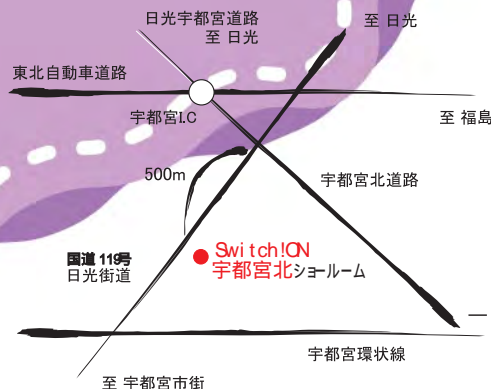 日光宇都宮道路
至 日光
至 日光
東北自動車道路
宇都宮I.C
至 福島
500m
宇都宮北道路
Switch!ON
宇都宮北ショールーム
国道 119号
日光街道
宇都宮環状線
至 宇都宮市街